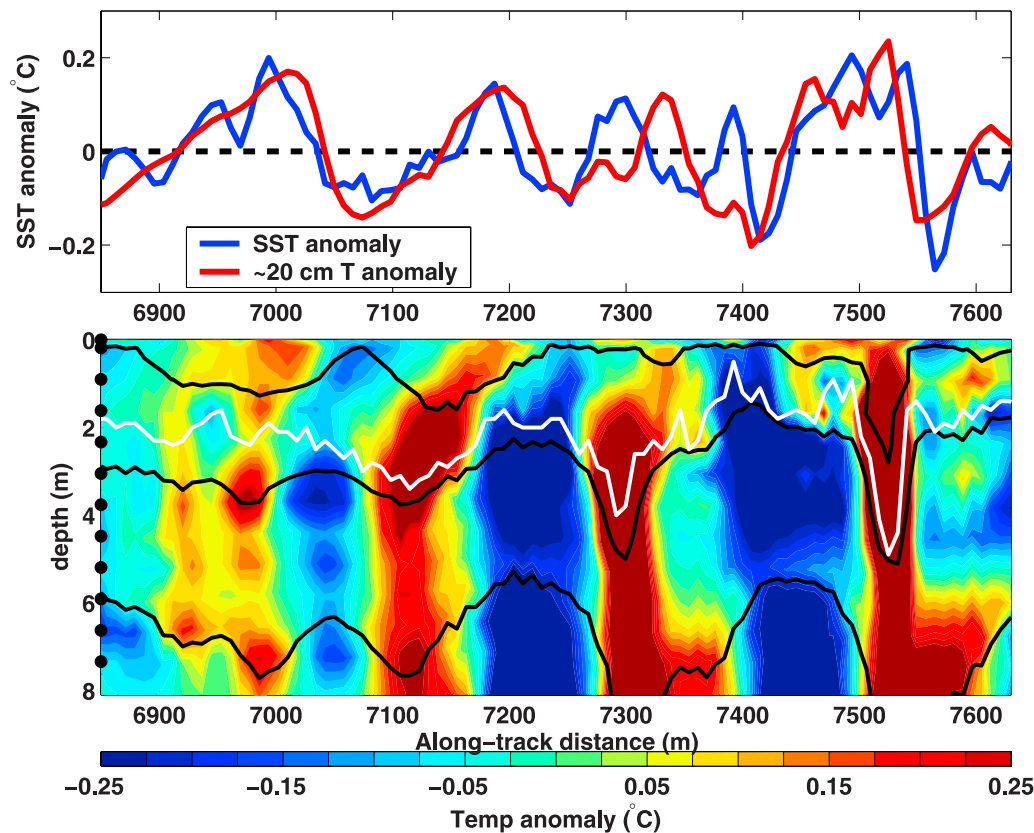 SST anomaly (°C)
0.2
0
−0.2
SST anomaly
~20 cm T anomaly
6900 7000 7100 7200 7300 7400 7500 7600
depth (m)
0
2
4
6
8
6900 7000 7100 7200 7300 7400 7500 7600
Along−track distance (m)
−0.25 −0.15 −0.05 0.05 0.15 0.25
Temp anomaly (°C)